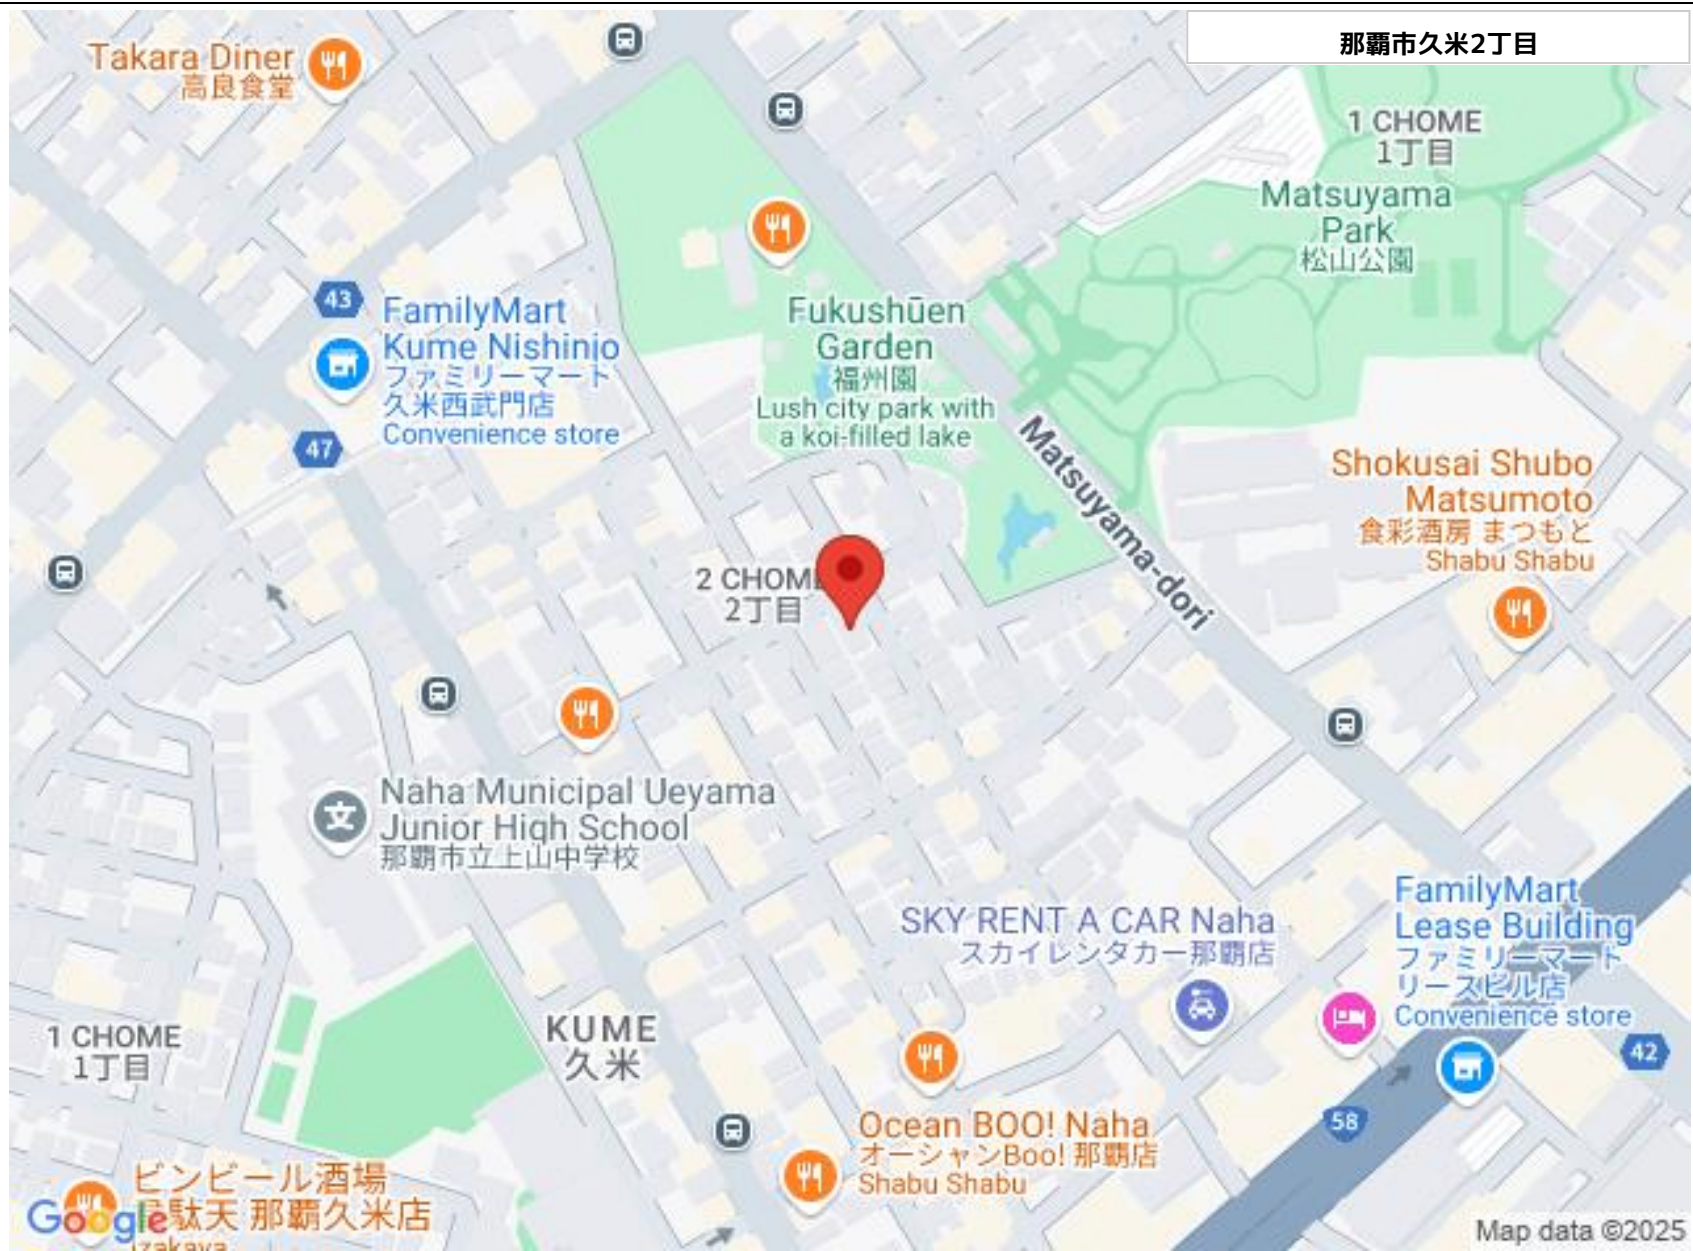 那覇市久米2丁目
Takara Diner
高良食堂
1 CHOME
1丁目
Matsuyama
Park
松山公園
43
FamilyMart
Kume Nishinjo
ファミリーマート
久米西武門店
Convenience store
47
Fukushūen
Garden
福州園
Lush city park with
a koi-filled lake
Matsuyama-dori
Shokusai Shubo
Matsumoto
食彩酒房 まつもと
Shabu Shabu
2 CHOM
2丁目
文
Naha Municipal Ueyama
Junior High School
那覇市立上山中学校
SKY RENT A CAR Naha
スカイレンタカー那覇店
FamilyMart
Lease Building
ファミリーマート
リースビル店
Convenience store
42
58
1 CHOME
1丁目
KUME
久米
Ocean BOO! Naha
オーシャンBoo! 那覇店
Shabu Shabu
ビンビール酒場
駄天 那覇久米店
Izakaya
Google
Map data ©2025